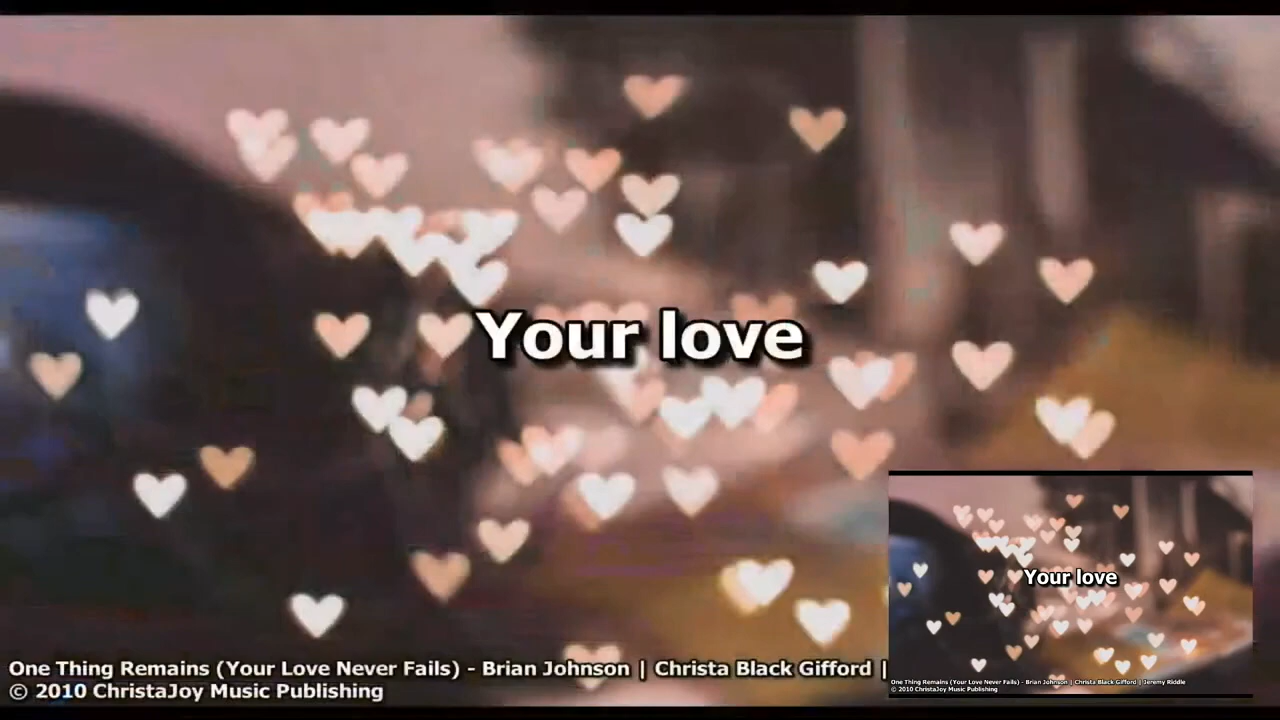 Your love
One Thing Remains (Your Love Never Fails) - Brian Johnson | Christa Black Gifford |
© 2010 ChristaJoy Music Publishing
Your love
One Thing Remains (Your Love Never Fails) - Brian Johnson | Christa Black Gifford | Jeremy Riddle
© 2010 ChristaJoy Music Publishing